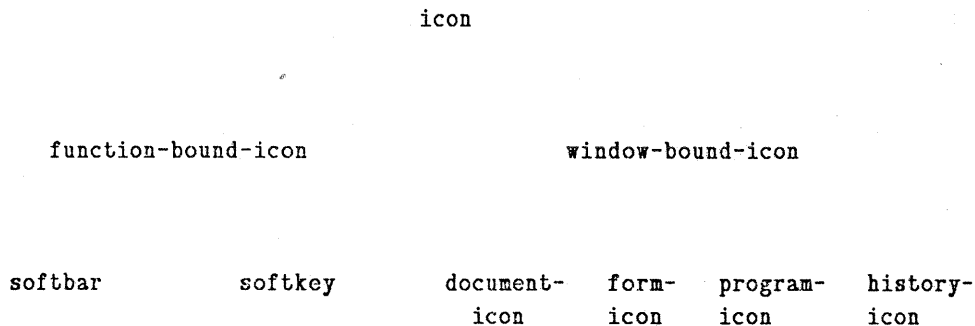 icon
function-bound-icon window-bound-icon
softbar softkey document- form- program- history-
icon icon icon icon